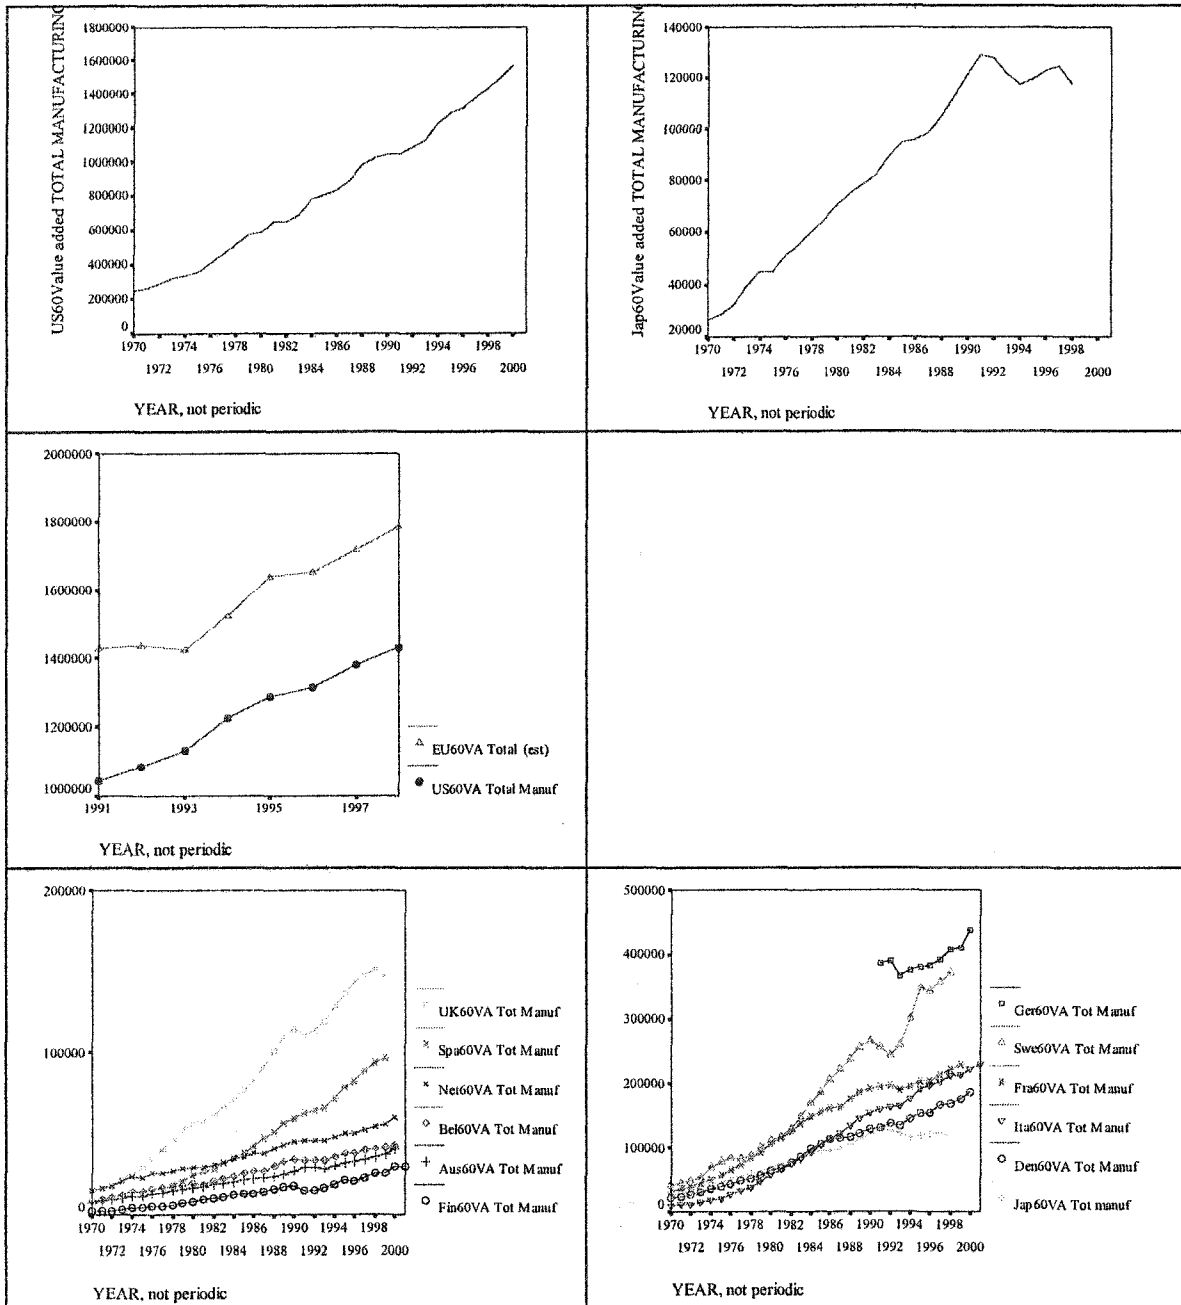 US60Value added TOTAL MANUFACTURING
1800000
1600000
1400000
1200000
1000000
800000
600000
400000
200000
0
1970 1974 1978 1982 1986 1990 1994 1998
1972 1976 1980 1984 1988 1992 1996 2000
YEAR, not periodic
Jap60Value added TOTAL MANUFACTURING
140000
120000
100000
80000
60000
40000
20000
1970 1974 1978 1982 1986 1990 1994 1998
1972 1976 1980 1984 1988 1992 1996 2000
YEAR, not periodic
2000000
1800000
1600000
1400000
1200000
1000000
1991 1993 1995 1997
EU60VA Total (est)
US60VA Total Manuf
YEAR, not periodic
200000
100000
0
1970 1974 1978 1982 1986 1990 1994 1998
1972 1976 1980 1984 1988 1992 1996 2000
UK60VA Tot Manuf
Spa60VA Tot Manuf
Net60VA Tot Manuf
Bel60VA Tot Manuf
Aus60VA Tot Manuf
Fin60VA Tot Manuf
YEAR, not periodic
500000
400000
300000
200000
100000
0
1970 1974 1978 1982 1986 1990 1994 1998
1972 1976 1980 1984 1988 1992 1996 2000
Ger60VA Tot Manuf
Swe60VA Tot Manuf
Fra60VA Tot Manuf
Ita60VA Tot Manuf
Den60VA Tot Manuf
Jap60VA Tot manuf
YEAR, not periodic